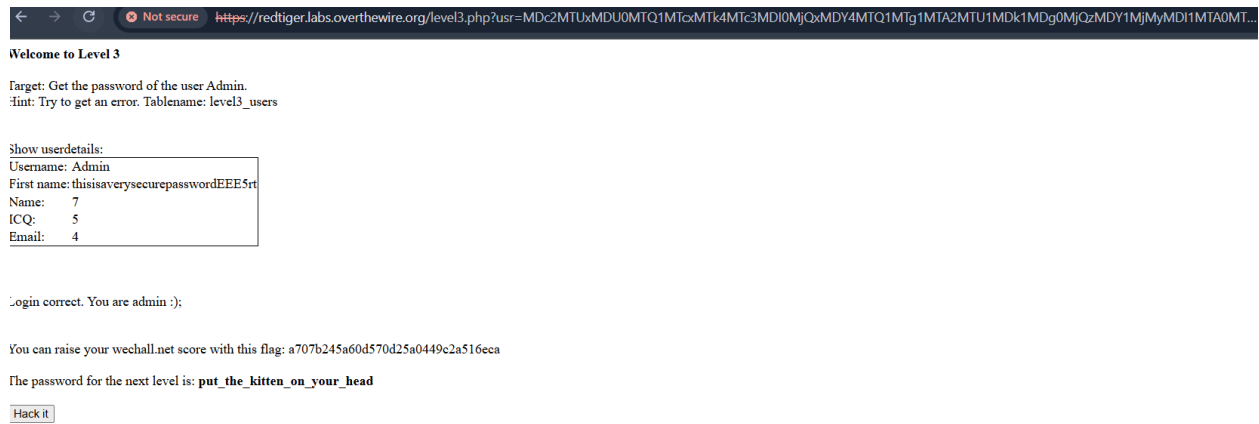 Not secure https://redtiger.labs.overthewire.org/level3.php?usr=MDc2MTUxMDU0MTQ1MTcxMTk4MTc3MDI0MjQxMDY4MTQ1MTg1MTA2MTU1MDk1MDg0MjQzMDY1MjMyMDI1MTA0MT...
Welcome to Level 3
Target: Get the password of the user Admin.
Hint: Try to get an error. Tablename: level3_users
Show userdetails:
Username: Admin
First name: thisisaverysecurepasswordEEE5rt
Name: 7
ICQ: 5
Email: 4
Login correct. You are admin :);
You can raise your wechall.net score with this flag: a707b245a60d570d25a0449c2a516eca
The password for the next level is: put_the_kitten_on_your_head
Hack it